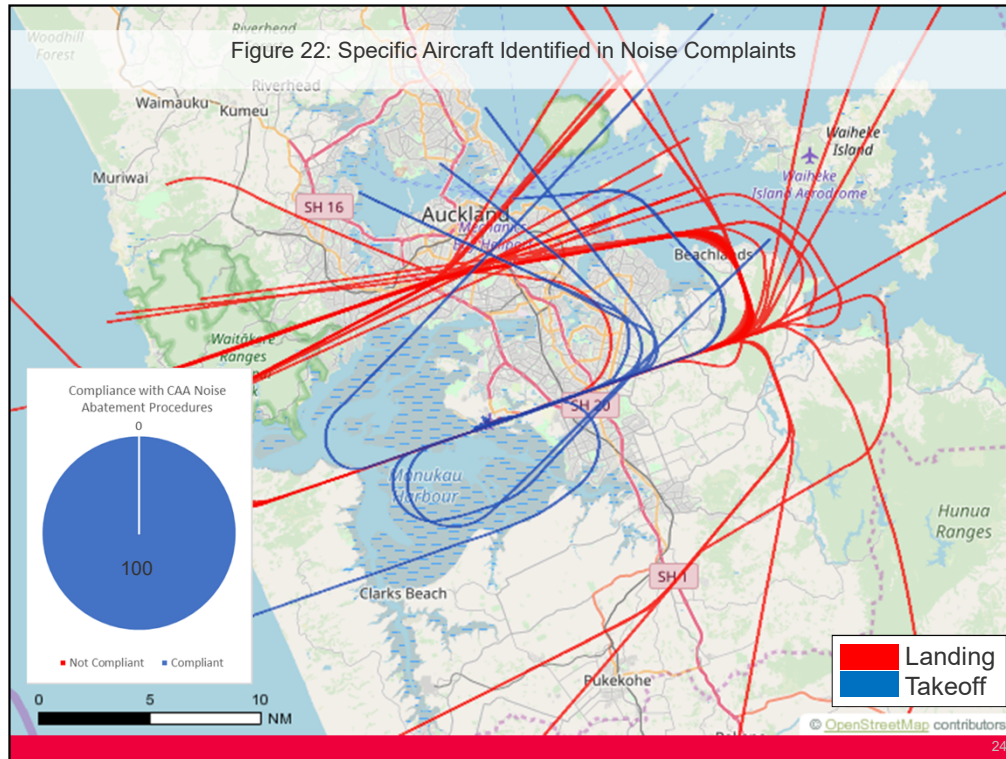 Riverhead
Forest
Woodhill
Forest
Figure 22: Specific Aircraft Identified in Noise Complaints
Riverhead
Waimauku
Kumeu
Waiheke
Island
Muriwai
Waiheke
Island Aerodrome
SH 16
Auckland
Beachlands
Waitākere
Ranges
Compliance with CAA Noise
Abatement Procedures
0
100
Not Compliant
Compliant
SH 20
Manukau
Harbour
Hunua
Ranges
SH 1
Clarks Beach
Pukekohe
Landing
Takeoff
0 5 10
NM
© OpenStreetMap contributors
24